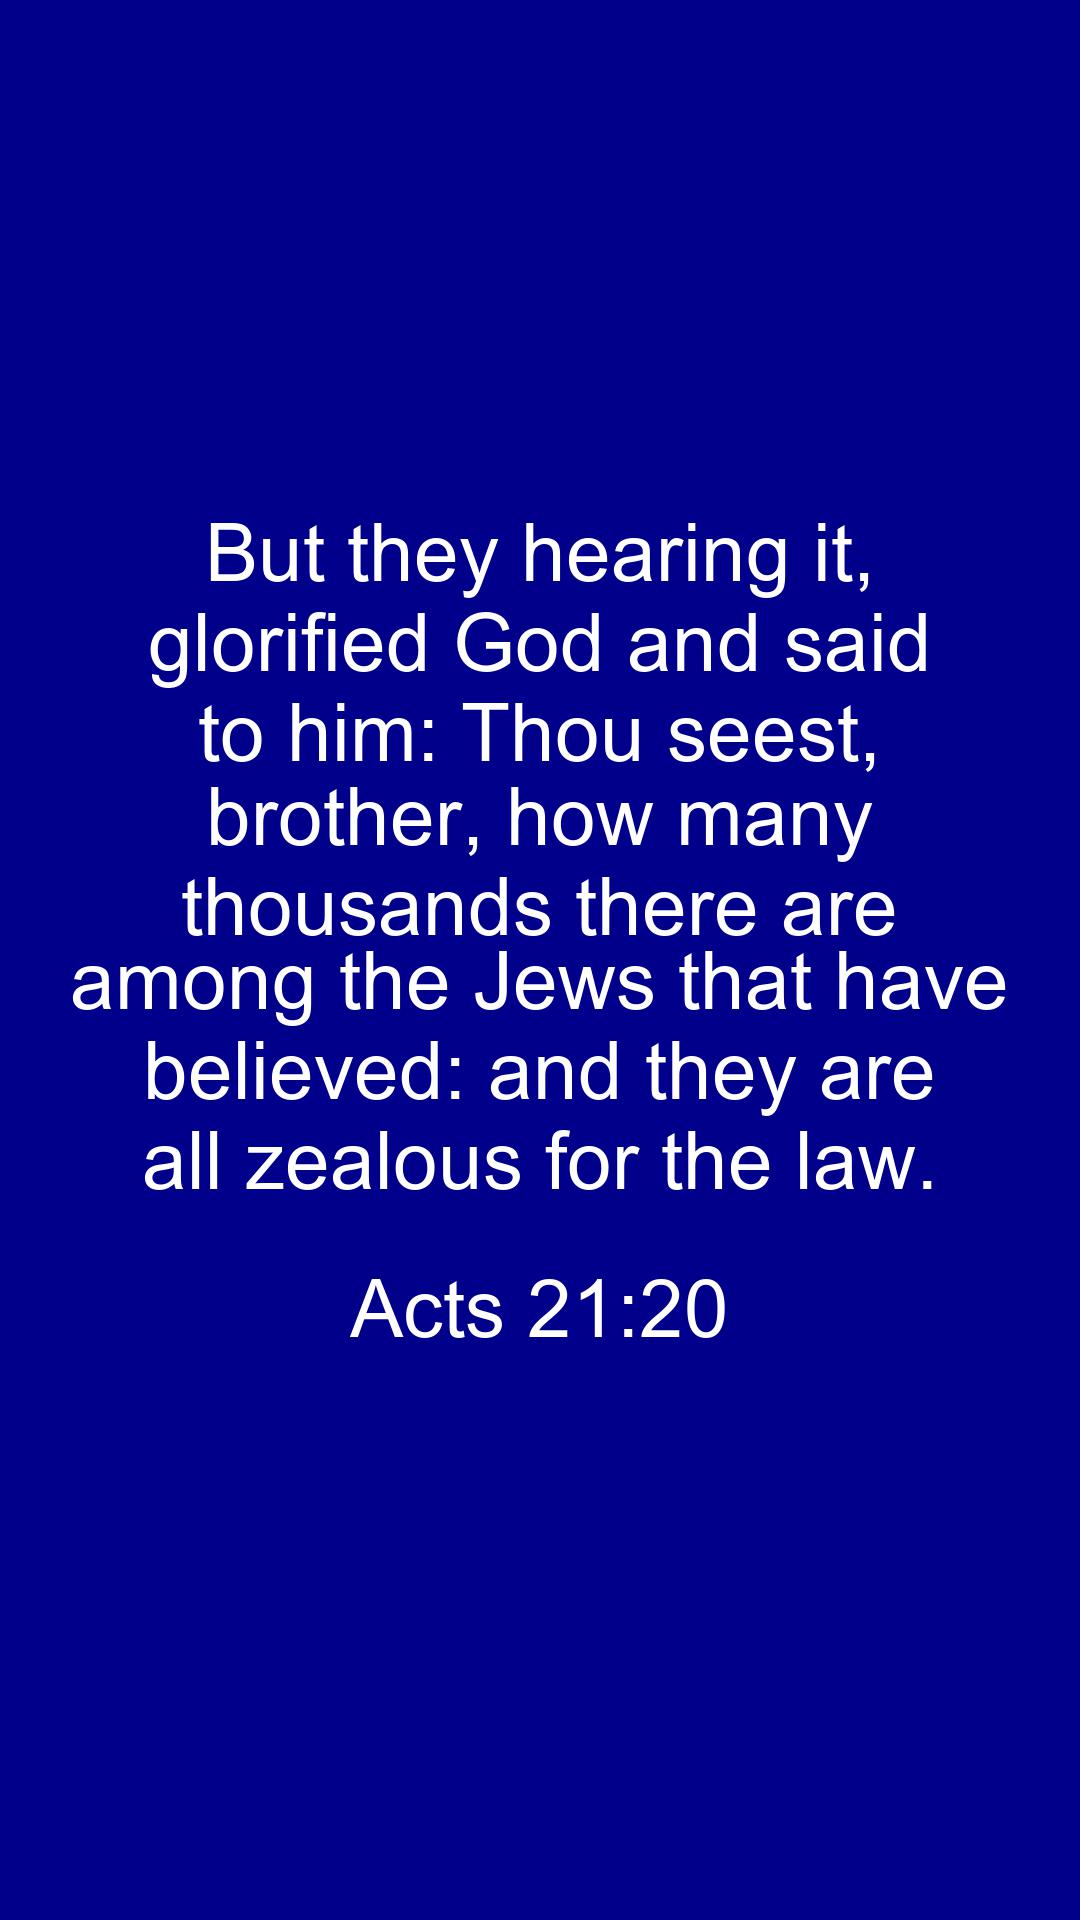 But they hearing it,
glorified God and said
to him: Thou seest,
brother, how many
thousands there are
among the Jews that have
believed: and they are
all zealous for the law.
Acts 21:20